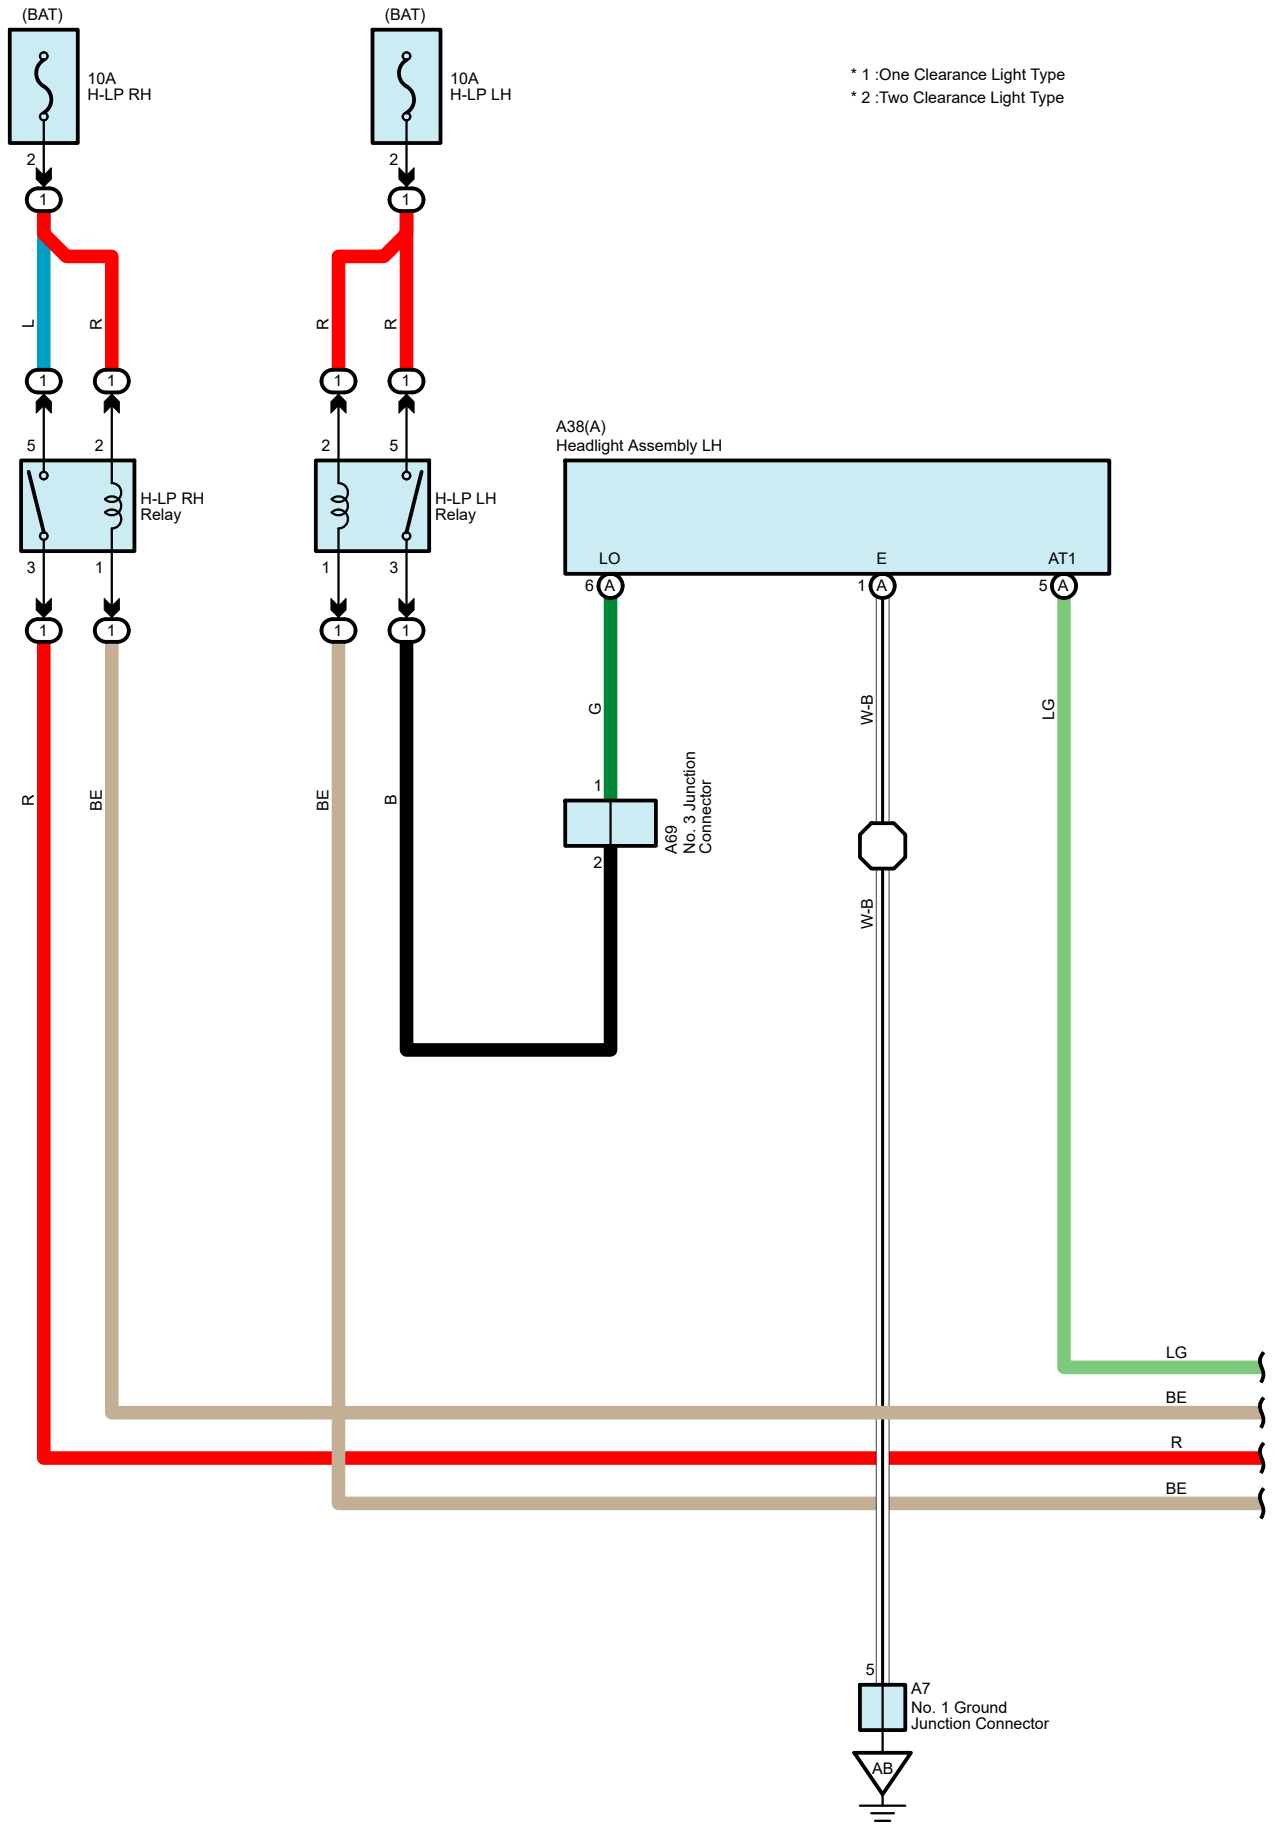 (BAT)
(BAT)
10A
H-LP RH
10A
H-LP LH
* 1 :One Clearance Light Type
* 2 :Two Clearance Light Type
2
2
1
1
L
R
R
R
1
1
1
1
A38(A)
Headlight Assembly LH
5
2
2
5
H-LP RH
Relay
H-LP LH
Relay
LO
E
AT1
3
1
1
3
6
A
1
A
5
A
1
1
1
1
G
W-B
LG
R
BE
BE
B
1
A69
No. 3 Junction
Connector
2
W-B
LG
BE
R
BE
5
A7
No. 1 Ground
Junction Connector
AB